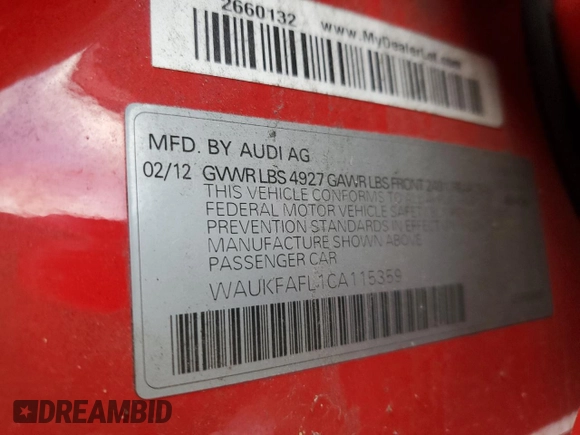 2660132 www.MyDealerLot.com
MFD. BY AUDI AG
02/12 GVWR LBS 4927 GAWR LBS FRONT
THIS VEHICLE CONFORMS TO
FEDERAL MOTOR VEHICLE
PREVENTION STANDARDS IN EFFECT
MANUFACTURE SHOWN ABOVE
PASSENGER CAR
WAUKFAFL1CA115359
DREAMBID